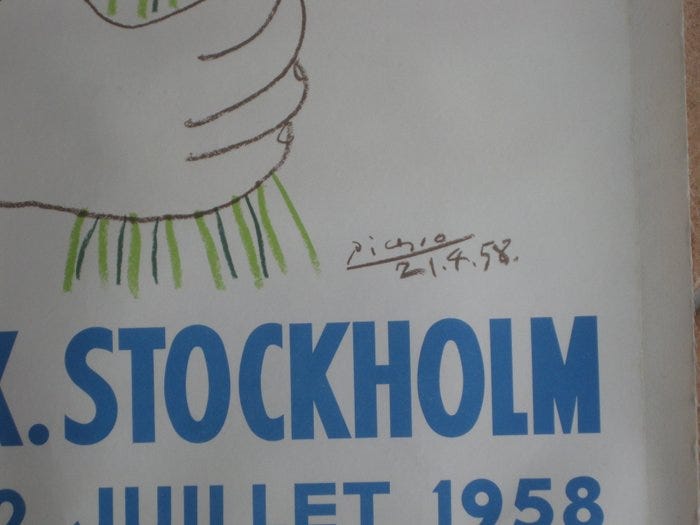 Picasso
21.4.58.
X. STOCKHOLM
JUILLET 1958